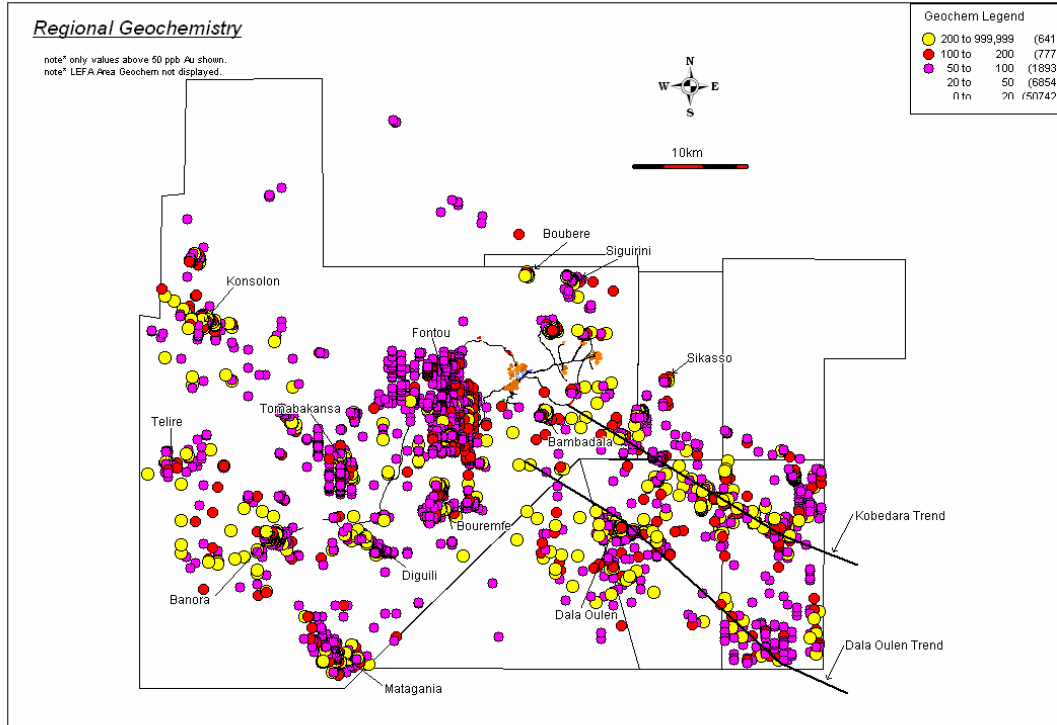 Regional Geochemistry
note* only values above 50 ppb Au shown.
note* LEFA Area Geochem not displayed.
N
W E
S
10km
Geochem Legend
200 to 999,999 (641
100 to 200 (777
50 to 100 (1893
20 to 50 (6854
0 to 20 (50742
Boubere
Siguirini
Konsolon
Fontou
Sikasso
Tomabakansa
Telire
Bambadala
Bouremfe
Kobedara Trend
Diguili
Banora
Dala Oulen
Dala Oulen Trend
Matagania